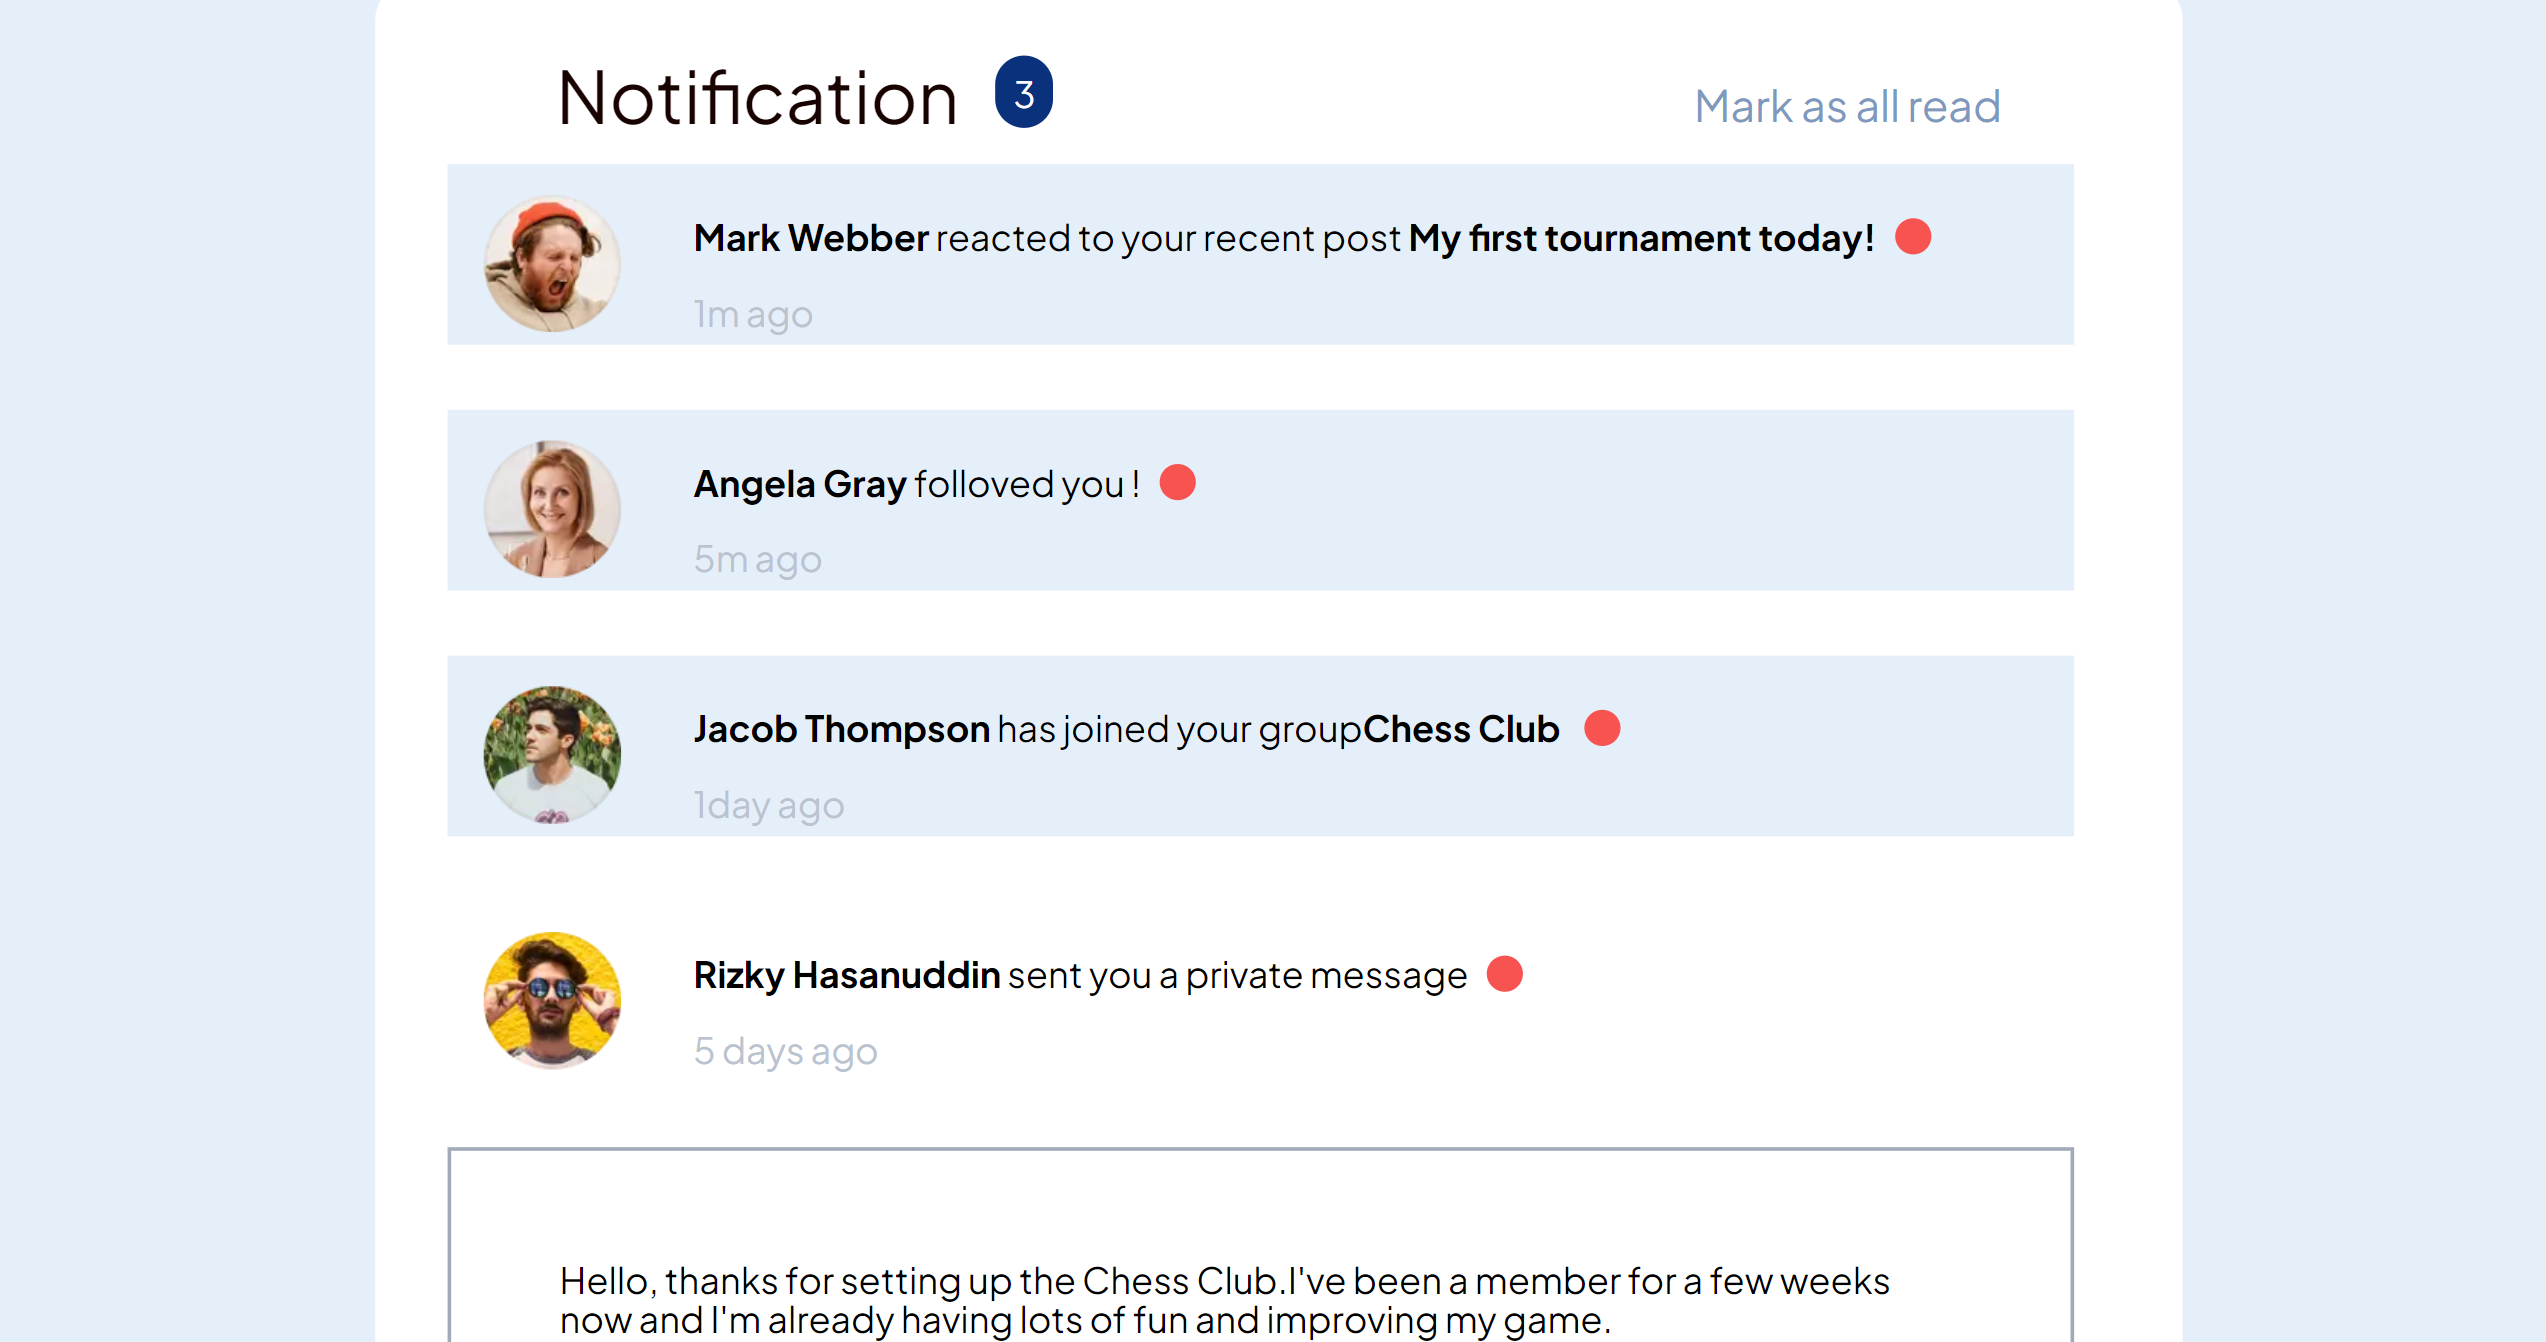 Notification 3
Mark as all read
Mark Webber reacted to your recent post My first tournament today!
1m ago
Angela Gray folloved you !
5m ago
Jacob Thompson has joined your groupChess Club
1day ago
Rizky Hasanuddin sent you a private message
5 days ago
Hello, thanks for setting up the Chess Club.I've been a member for a few weeks
now and I'm already having lots of fun and improving my game.